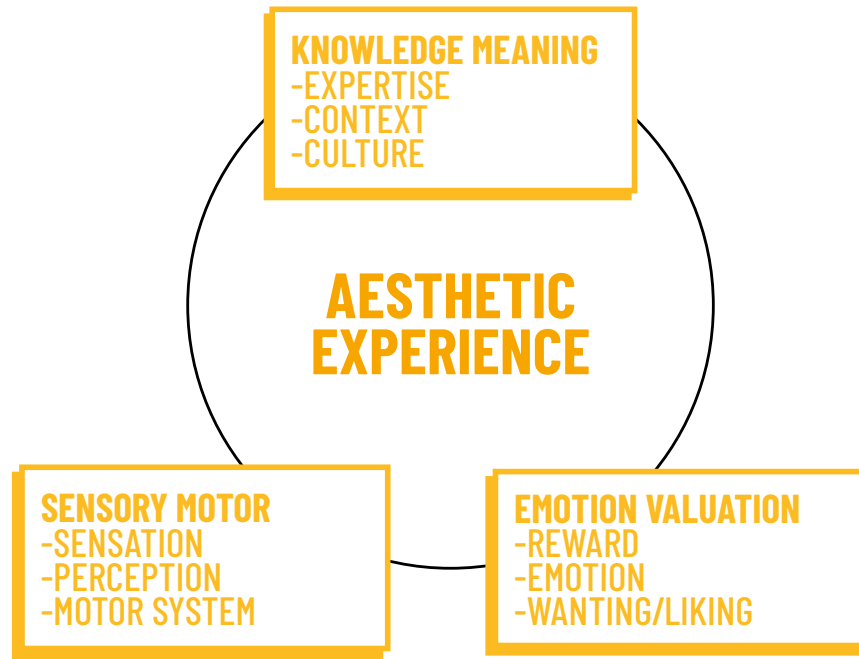 KNOWLEDGE MEANING
-EXPERTISE
-CONTEXT
-CULTURE
AESTHETIC
EXPERIENCE
SENSORY MOTOR
-SENSATION
-PERCEPTION
-MOTOR SYSTEM
EMOTION VALUATION
-REWARD
-EMOTION
-WANTING/LIKING